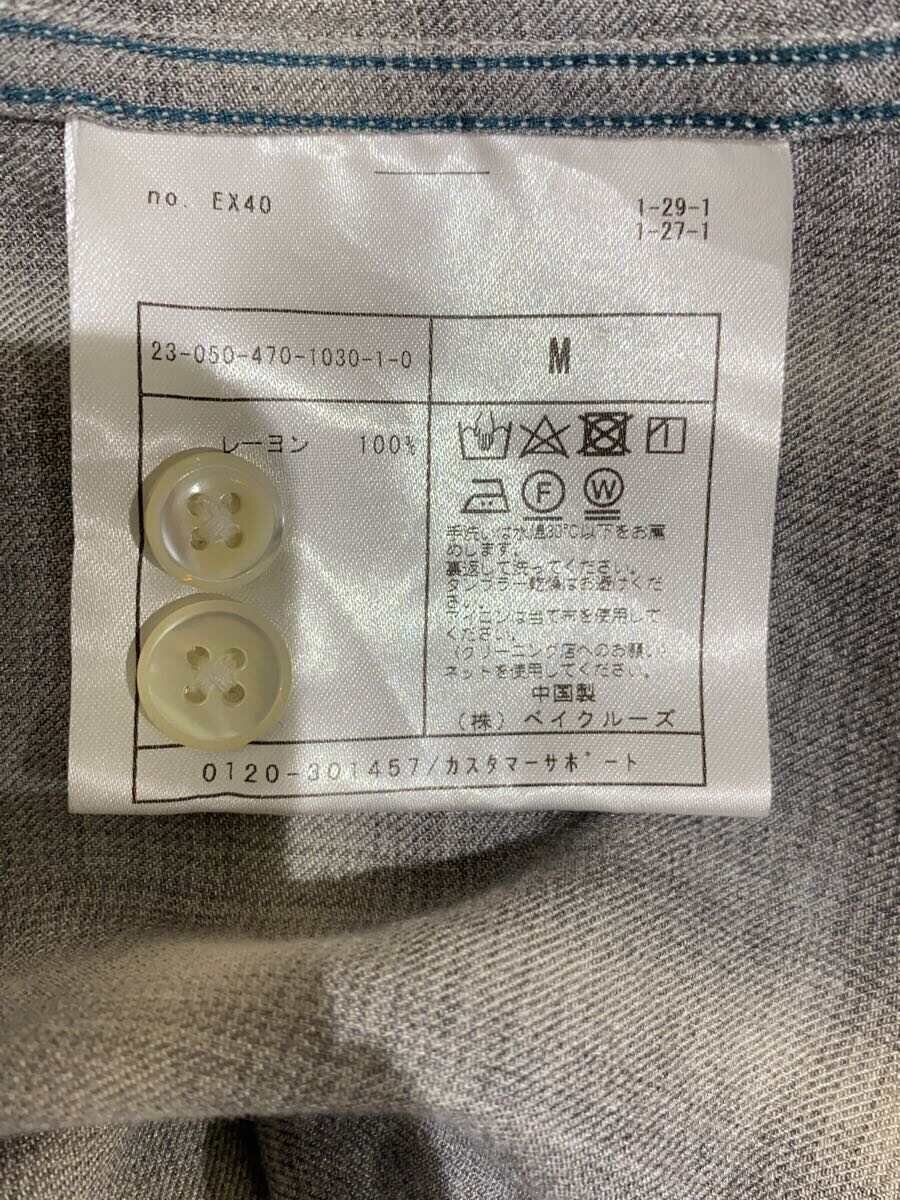 no. EX40
1-29-1
1-27-1
23-050-470-1030-1-0
M
レーヨン 100%
F
W
手洗いは水温30℃以下をお薦
めします。
裏返して洗ってください。
タンブラー乾燥はお避けくだ
さい。
アイロンは当て布を使用して
ください。
(クリーニング店へのお願い)
ネットを使用してください。
中国製
(株) ベイクルーズ
0120-301457/カスタマーサポート